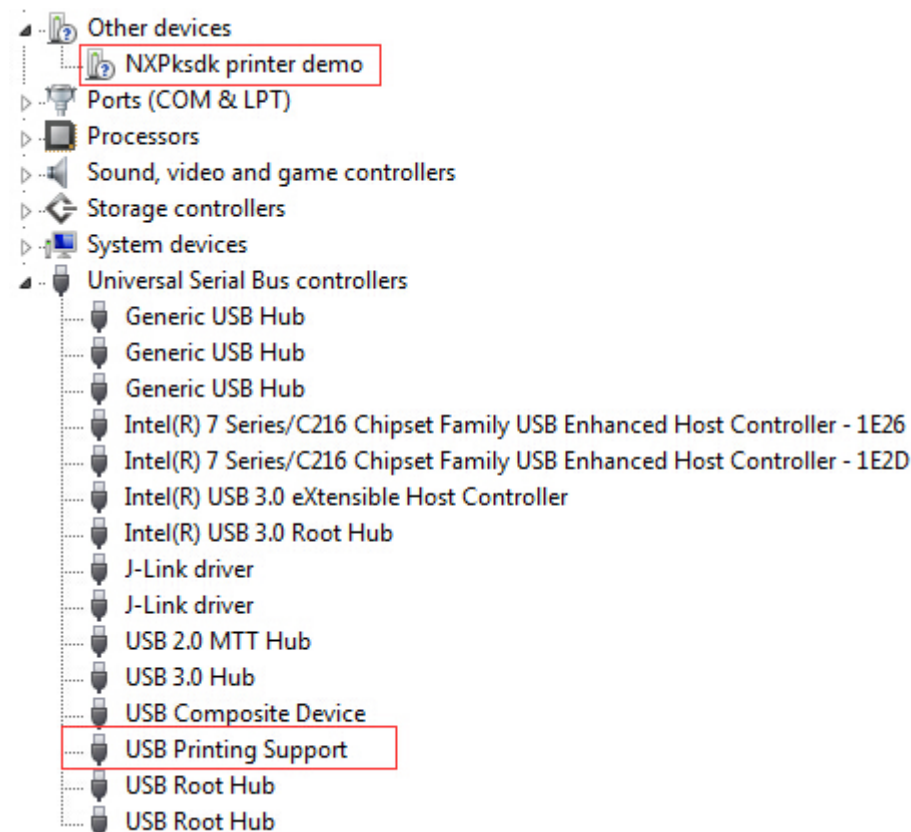 Other devices
NXPksdk printer demo
Ports (COM & LPT)
Processors
Sound, video and game controllers
Storage controllers
System devices
Universal Serial Bus controllers
Generic USB Hub
Generic USB Hub
Generic USB Hub
Intel(R) 7 Series/C216 Chipset Family USB Enhanced Host Controller - 1E26
Intel(R) 7 Series/C216 Chipset Family USB Enhanced Host Controller - 1E2D
Intel(R) USB 3.0 eXtensible Host Controller
Intel(R) USB 3.0 Root Hub
J-Link driver
J-Link driver
USB 2.0 MTT Hub
USB 3.0 Hub
USB Composite Device
USB Printing Support
USB Root Hub
USB Root Hub